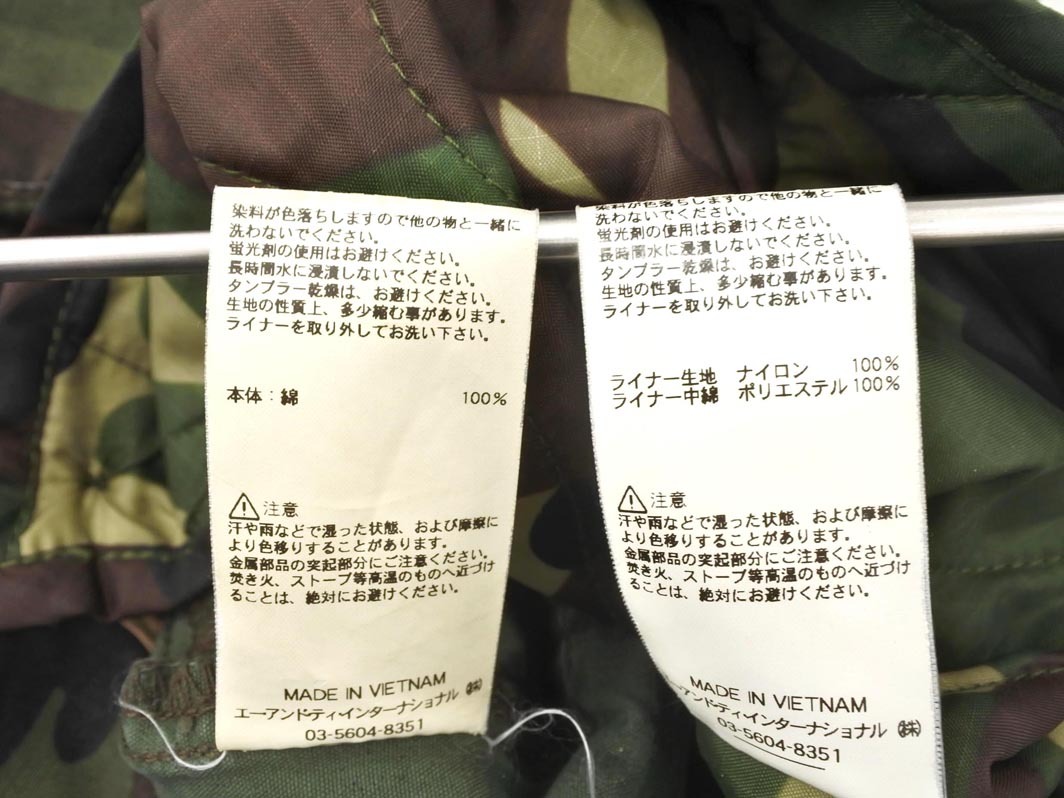 染料が色落ちしますので他の物と一緒に
洗わないでください。
蛍光剤の使用はお避けください。
長時間水に浸漬しないでください。
タンブラー乾燥は、お避けください。
生地の性質上、多少縮む事があります。
ライナーを取り外してお洗い下さい。
本体：綿 100%
注意
汗や雨などで湿った状態、および摩擦に
より色移りすることがあります。
金属部品の突起部分にご注意ください。
焚き火、ストーブ等高温のものへ近づけ
ることは、絶対にお避けください。
MADE IN VIETNAM
エー・アンドティインターナショナル ㈱
03-5604-8351
染料が色落ちしますので他の物と一緒に
洗わないでください。
蛍光剤の使用はお避けください。
長時間水に浸漬しないでください。
タンブラー乾燥は、お避けください。
生地の性質上、多少縮む事があります。
ライナーを取り外してお洗い下さい。
ライナー生地 ナイロン 100%
ライナー中綿 ポリエステル 100%
注意
汗や雨などで湿った状態、および摩擦に
より色移りすることがあります。
金属部品の突起部分にご注意ください。
焚き火、ストーブ等高温のものへ近づけ
ることは、絶対にお避けください。
MADE IN VIETNAM
アンドティインターナショナル ㈱
03-5604-8351